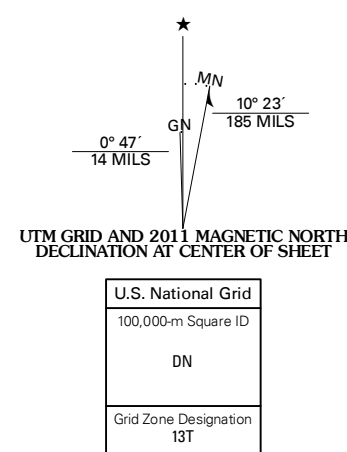 MN
10° 23´
185 MILS
GN
0° 47´
14 MILS
UTM GRID AND 2011 MAGNETIC NORTH
DECLINATION AT CENTER OF SHEET
U.S. National Grid
100,000-m Square ID
DN
Grid Zone Designation
13T